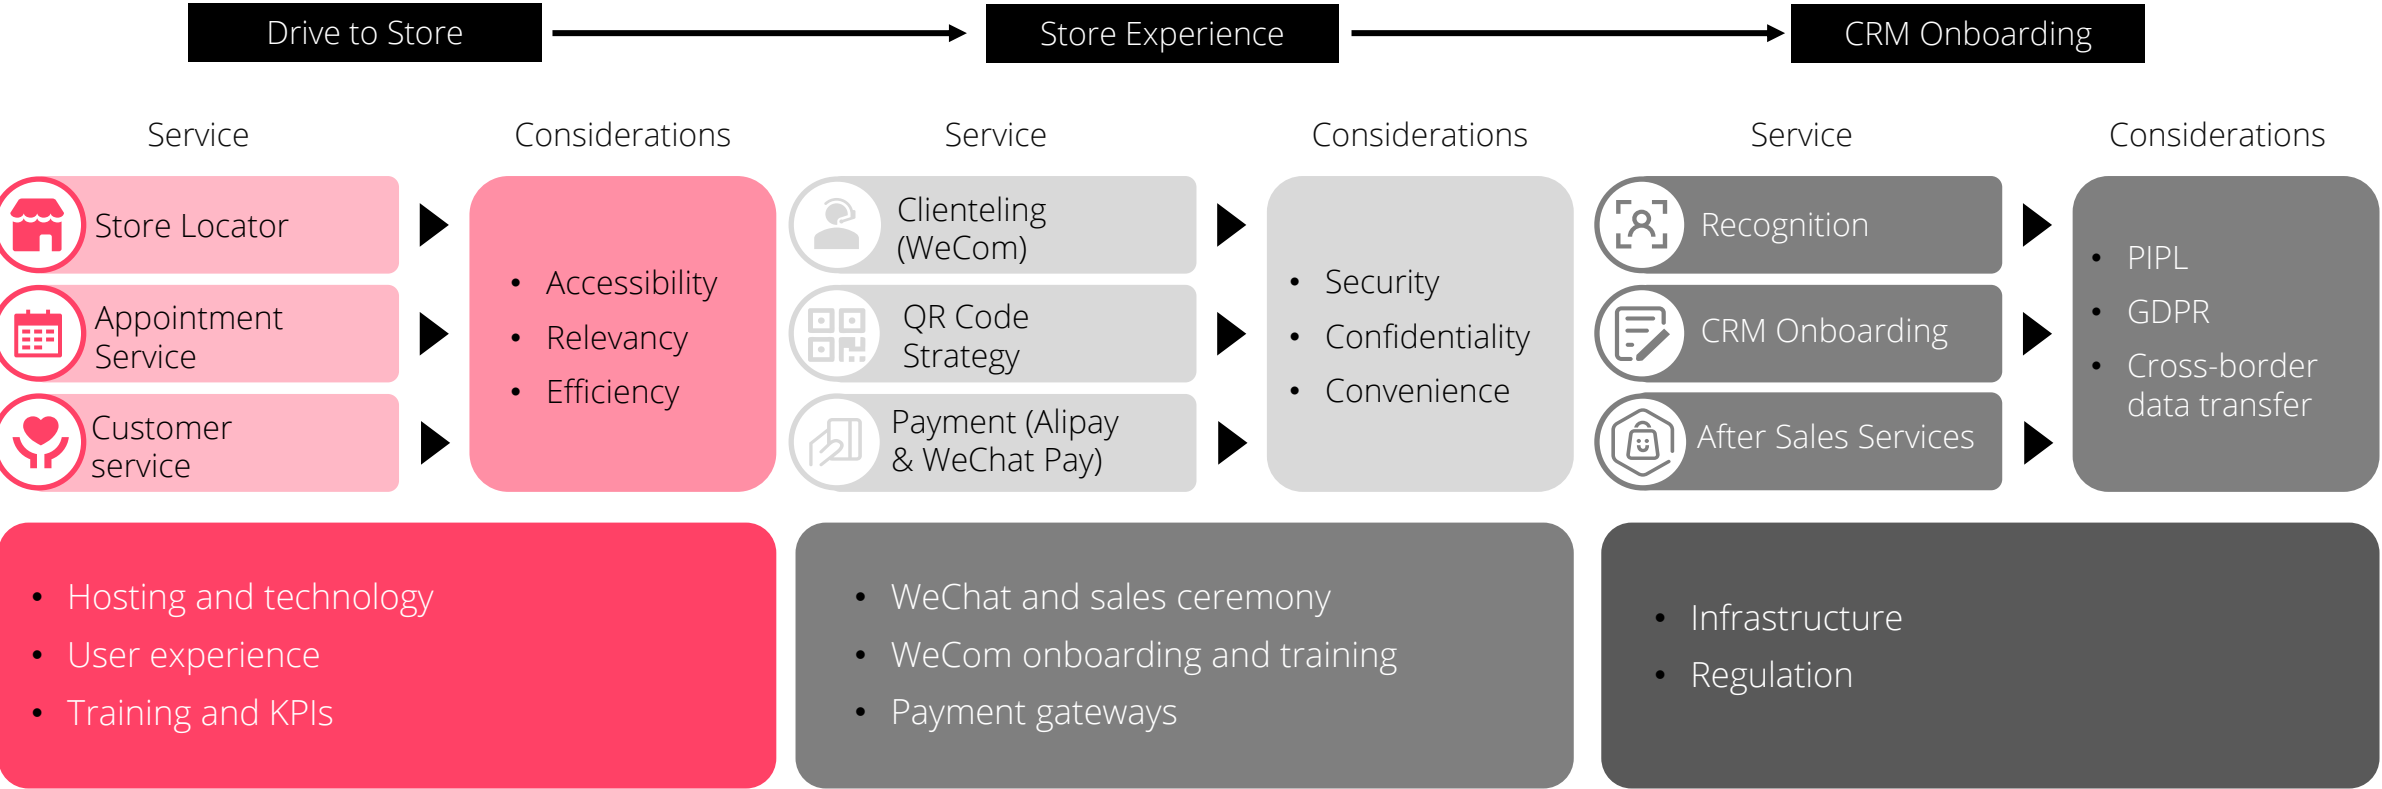 Drive to Store
Store Experience
CRM Onboarding
Service
Considerations
Service
Considerations
Service
Considerations
Store Locator
Appointment
Service
Customer
service
• Accessibility
• Relevancy
• Efficiency
Clienteling
(WeCom)
QR Code
Strategy
Payment (Alipay
& WeChat Pay)
• Security
• Confidentiality
• Convenience
Recognition
CRM Onboarding
After Sales Services
• PIPL
• GDPR
• Cross-border
data transfer
• Hosting and technology
• User experience
• Training and KPIs
• WeChat and sales ceremony
• WeCom onboarding and training
• Payment gateways
• Infrastructure
• Regulation